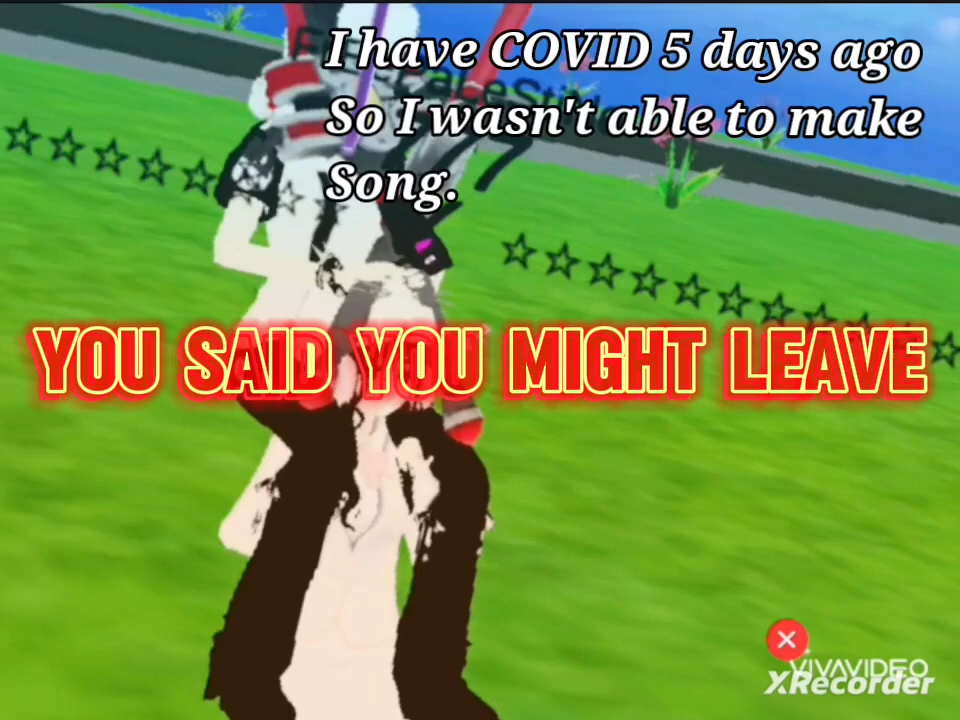 I have COVID 5 days ago
So I wasn't able to make
Song.
YOU SAID YOU MIGHT LEAVE
VIVAVIDEO
XRecorder